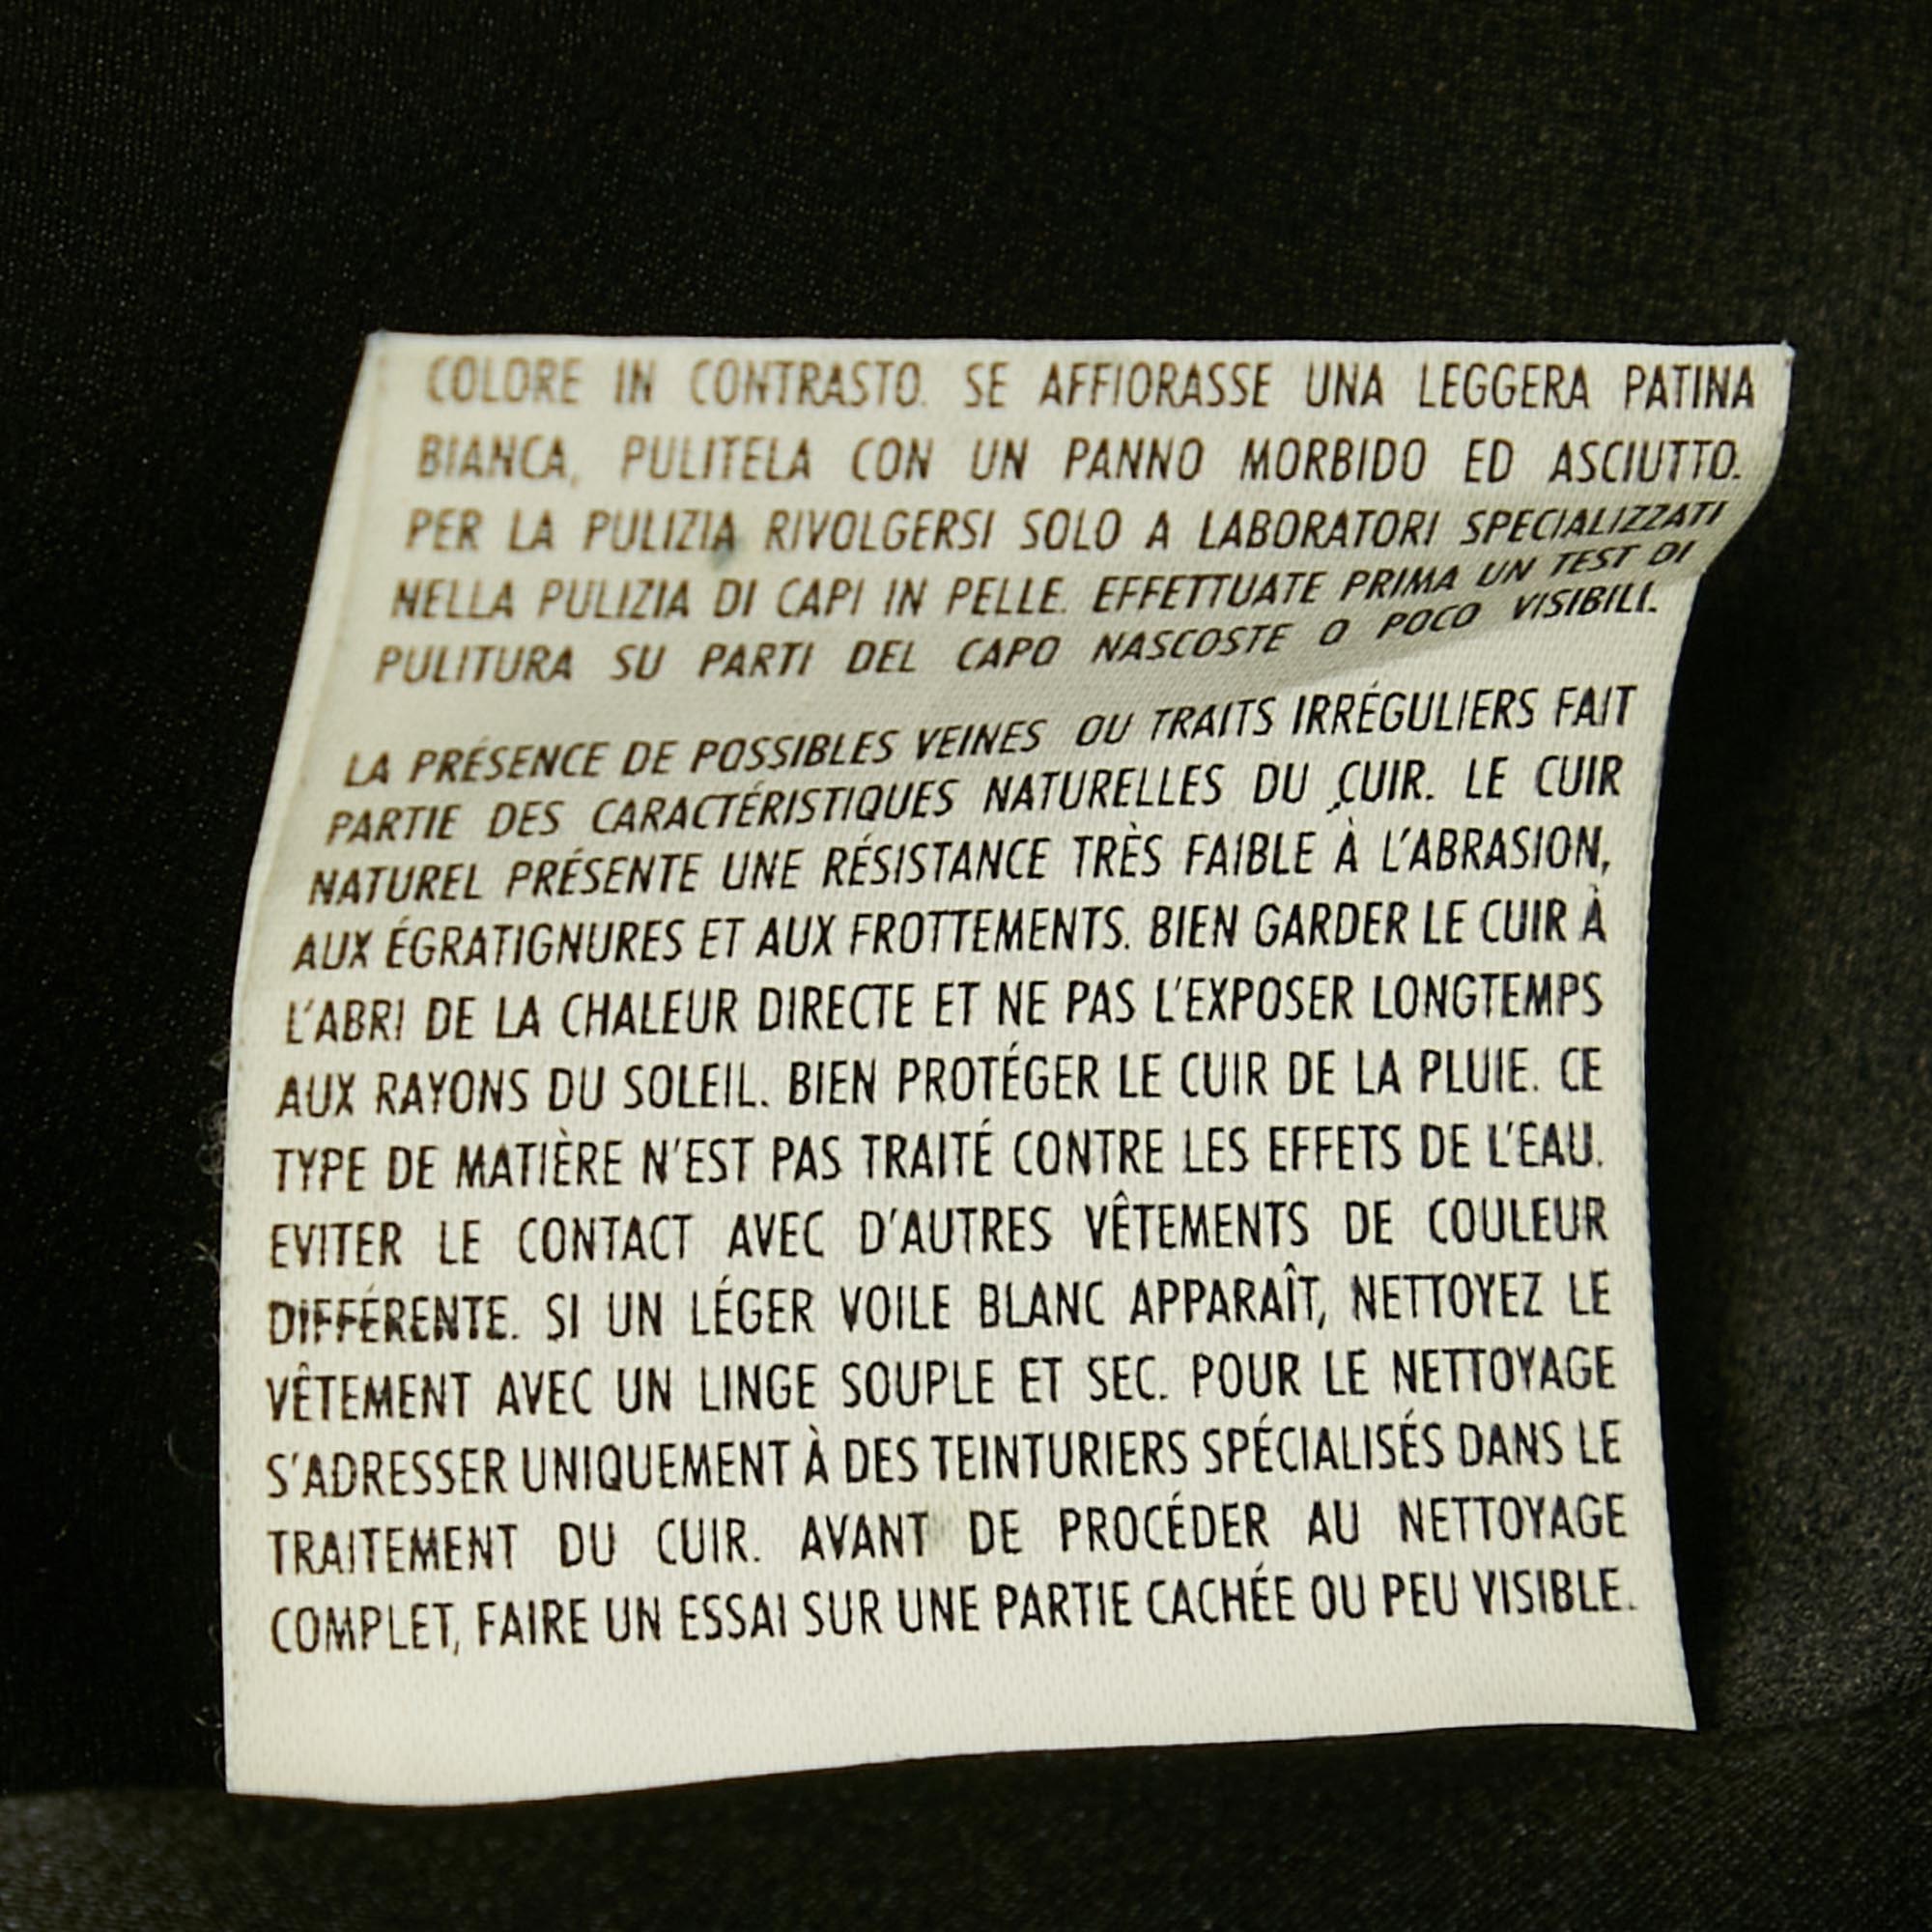 COLORE IN CONTRASTO. SE AFFIORASSE UNA LEGGERA PATINA
BIANCA, PULITELA CON UN PANNO MORBIDO ED ASCIUTTO.
PER LA PULIZIA RIVOLGERSI SOLO A LABORATORI SPECIALIZZATI
NELLA PULIZIA DI CAPI IN PELLE. EFFETTUATE PRIMA UN TEST DI
PULITURA SU PARTI DEL CAPO NASCOSTE O POCO VISIBILI.
LA PRÉSENCE DE POSSIBLES VEINES OU TRAITS IRRÉGULIERS FAIT
PARTIE DES CARACTÉRISTIQUES NATURELLES DU CUIR. LE CUIR
NATUREL PRÉSENTE UNE RÉSISTANCE TRÈS FAIBLE À L'ABRASION,
AUX ÉGRATIGNURES ET AUX FROTTEMENTS. BIEN GARDER LE CUIR À
L'ABRI DE LA CHALEUR DIRECTE ET NE PAS L'EXPOSER LONGTEMPS
AUX RAYONS DU SOLEIL. BIEN PROTÉGER LE CUIR DE LA PLUIE. CE
TYPE DE MATIÈRE N'EST PAS TRAITÉ CONTRE LES EFFETS DE L'EAU.
EVITER LE CONTACT AVEC D'AUTRES VÊTEMENTS DE COULEUR
DIFFÉRENTE. SI UN LÉGER VOILE BLANC APPARAÎT, NETTOYEZ LE
VÊTEMENT AVEC UN LINGE SOUPLE ET SEC. POUR LE NETTOYAGE
S'ADRESSER UNIQUEMENT À DES TEINTURIERS SPÉCIALISÉS DANS LE
TRAITEMENT DU CUIR. AVANT DE PROCÉDER AU NETTOYAGE
COMPLET, FAIRE UN ESSAI SUR UNE PARTIE CACHÉE OU PEU VISIBLE.